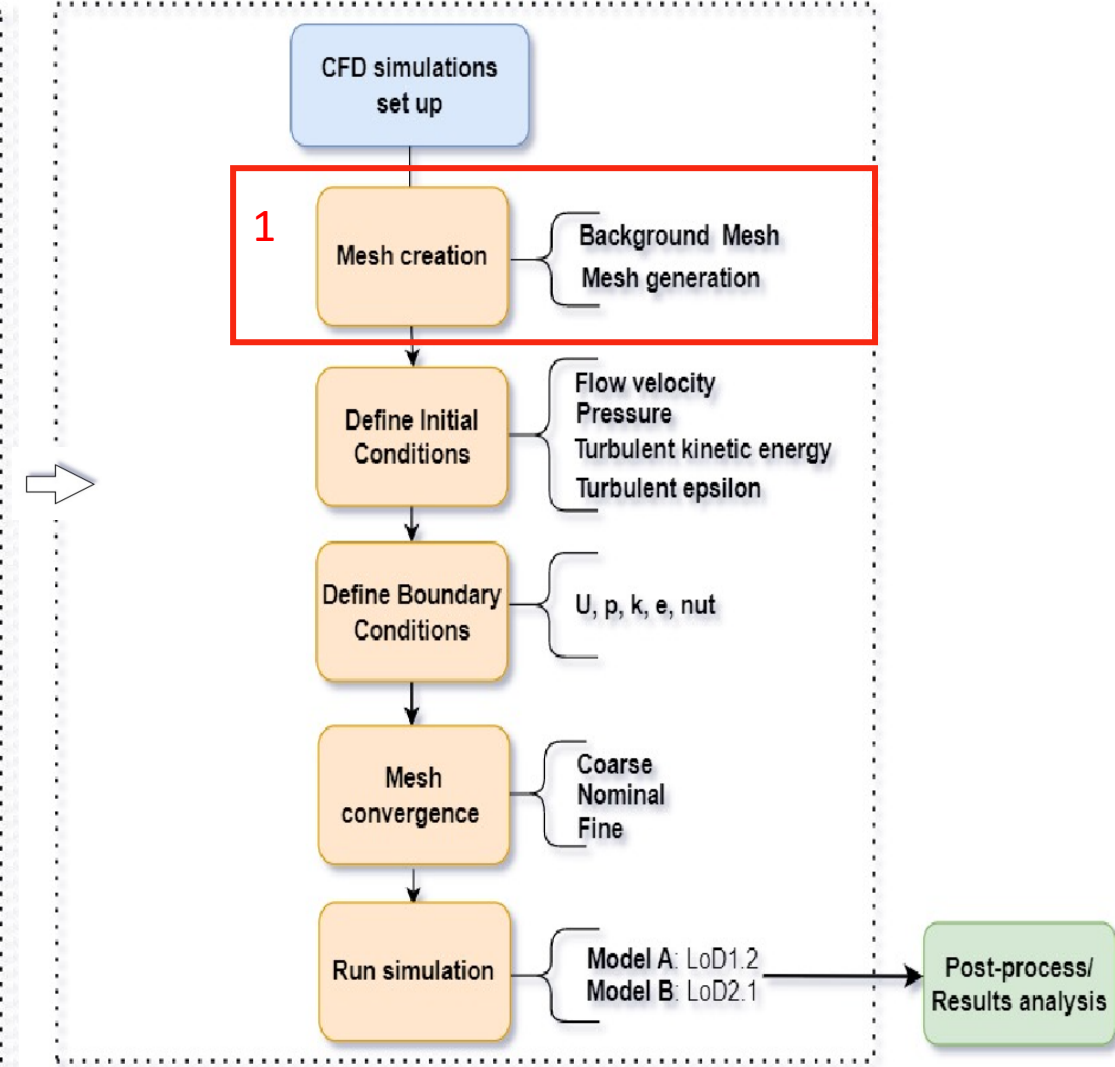 CFD simulations
set up
1
Mesh creation
Background Mesh
Mesh generation
Define Initial
Conditions
Flow velocity
Pressure
Turbulent kinetic energy
Turbulent epsilon
Define Boundary
Conditions
U, p, k, e, nut
Mesh
convergence
Coarse
Nominal
Fine
Run simulation
Model A: LoD1.2
Model B: LoD2.1
Post-process/
Results analysis